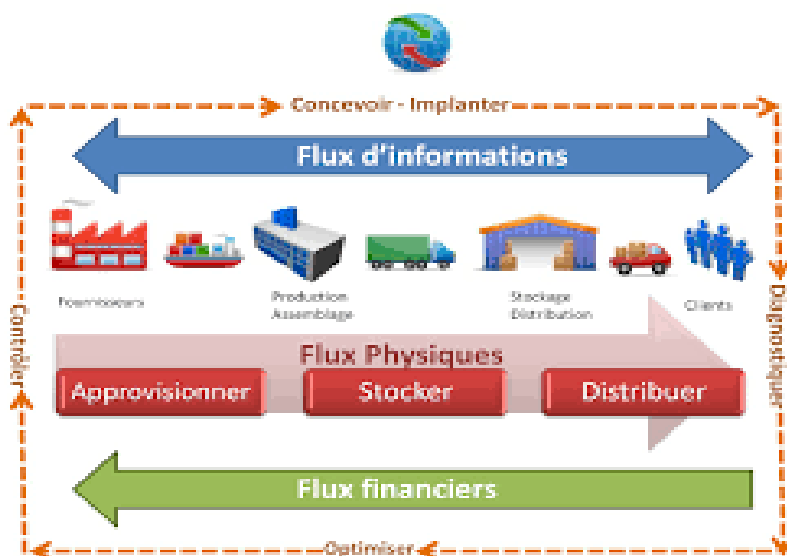 Concevoir - Implanter
Flux d'informations
Fournisseurs
Production
Assemblage
Stockage
Distribution
Clients
Contrôler
Diagnostiquer
Flux Physiques
Approvisionner
Stocker
Distribuer
Flux financiers
Optimiser